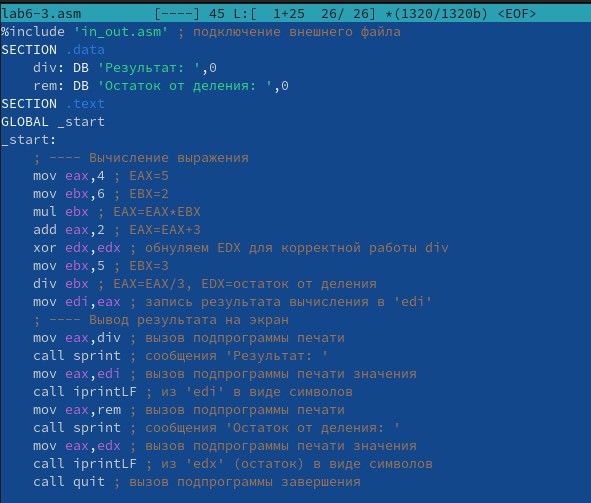 lab6-3.asm [----] 45 L:[ 1+25 26/ 26] *(1320/1320b) <EOF>
%include 'in_out.asm' ; подключение внешнего файла
SECTION .data
div: DB 'Результат: ',0
rem: DB 'Остаток от деления: ',0
SECTION .text
GLOBAL _start
_start:
; ---- Вычисление выражения
mov eax,4 ; EAX=5
mov ebx,6 ; EBX=2
mul ebx ; EAX=EAX*EBX
add eax,2 ; EAX=EAX+3
xor edx,edx ; обнуляем EDX для корректной работы div
mov ebx,5 ; EBX=3
div ebx ; EAX=EAX/3, EDX=остаток от деления
mov edi,eax ; запись результата вычисления в 'edi'
; ---- Вывод результата на экран
mov eax,div ; вызов подпрограммы печати
call sprint ; сообщения 'Результат: '
mov eax,edi ; вызов подпрограммы печати значения
call iprintLF ; из 'edi' в виде символов
mov eax,rem ; вызов подпрограммы печати
call sprint ; сообщения 'Остаток от деления: '
mov eax,edx ; вызов подпрограммы печати значения
call iprintLF ; из 'edx' (остаток) в виде символов
call quit ; вызов подпрограммы завершения